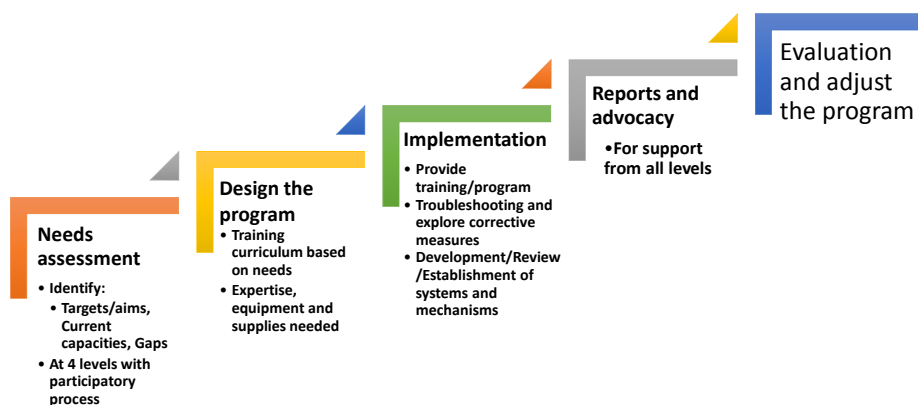 Needs
assessment
• Identify:
• Targets/aims,
Current
capacities, Gaps
• At 4 levels with
participatory
process
Design the
program
• Training
curriculum based
on needs
• Expertise,
equipment and
supplies needed
Implementation
• Provide
training/program
• Troubleshooting and
explore corrective
measures
• Development/Review
/Establishment of
systems and
mechanisms
Reports and
advocacy
•For support
from all levels
Evaluation
and adjust
the program